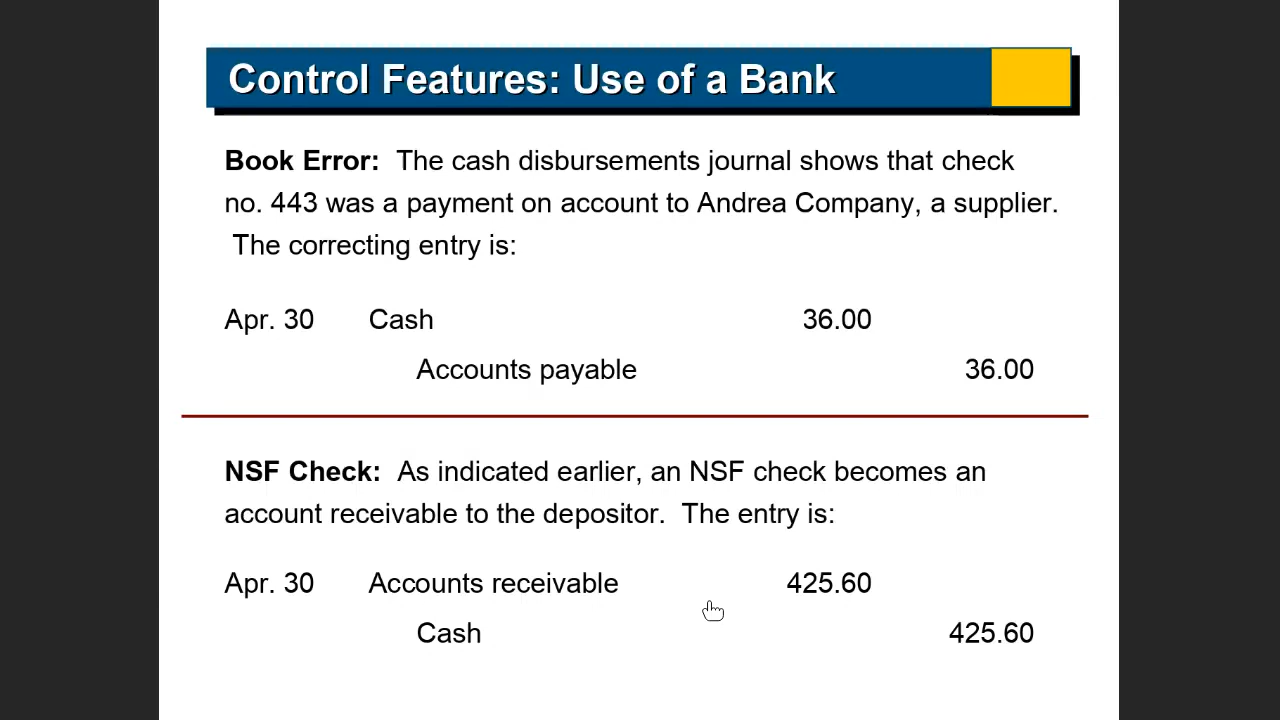 Control Features: Use of a Bank
Book Error: The cash disbursements journal shows that check
no. 443 was a payment on account to Andrea Company, a supplier.
The correcting entry is:
Apr. 30 Cash 36.00
Accounts payable 36.00
NSF Check: As indicated earlier, an NSF check becomes an
account receivable to the depositor. The entry is:
Apr. 30 Accounts receivable 425.60
Cash 425.60